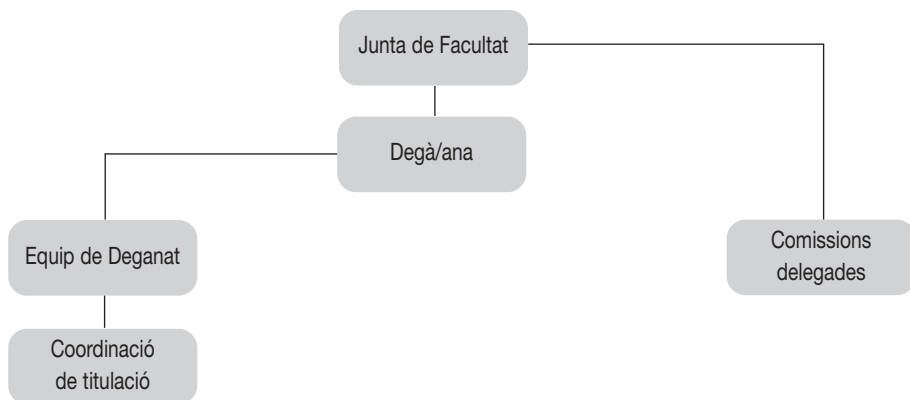 Junta de Facultat
Degà/ana
Equip de Deganat
Comissions
delegades
Coordinació
de titulació